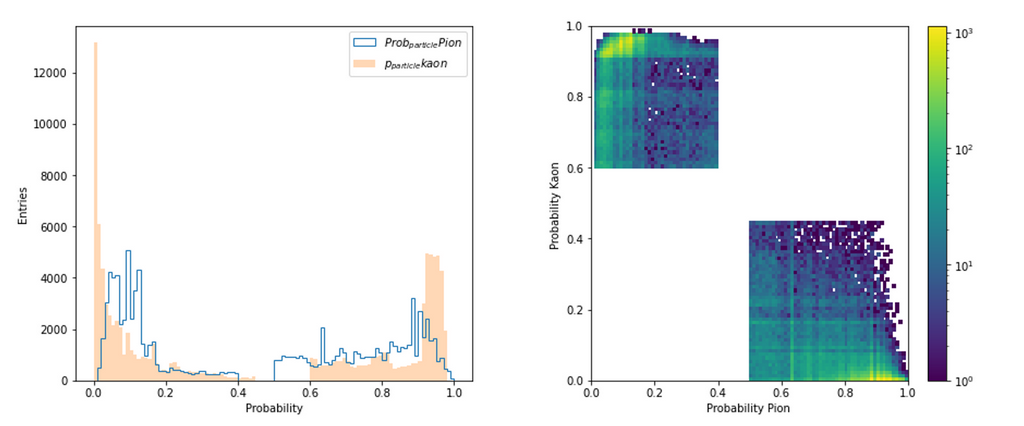 Prob_particle Pion
p_particle kaon
12000
10000
8000
6000
4000
2000
0
Entries
0.0 0.2 0.4 0.6 0.8 1.0
Probability
1.0
0.8
0.6
0.4
0.2
0.0
Probability Kaon
0.0 0.2 0.4 0.6 0.8 1.0
Probability Pion
10³
10²
10¹
10⁰